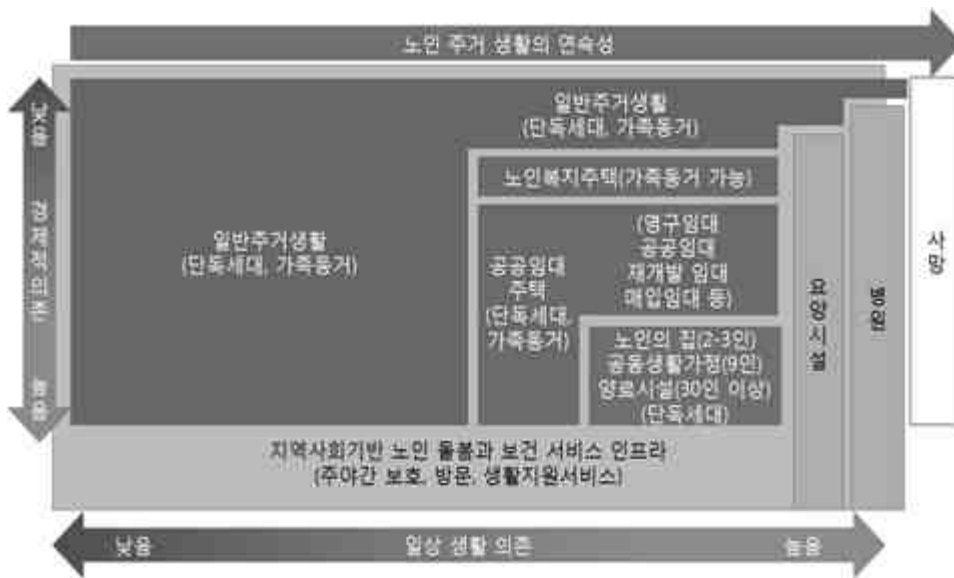 노인 주거 생활의 연속성
경제적의존
높음
일반주거생활
(단독세대, 가족동거)
일반주거생활
(단독세대, 가족동거)
노인복지주택(가족동거 가능)
공공임대
주택
(단독세대,
가족동거)
(영구임대
공공임대
재개발 임대
매입임대 등)
노인의 집(2-3인)
공동생활가정(9인)
양로시설(30인 이상)
(단독세대)
요양시설
병원
사망
지역사회기반 노인 돌봄과 보건 서비스 인프라
(주야간 보호, 방문, 생활지원서비스)
낮음 일상 생활 의존 높음